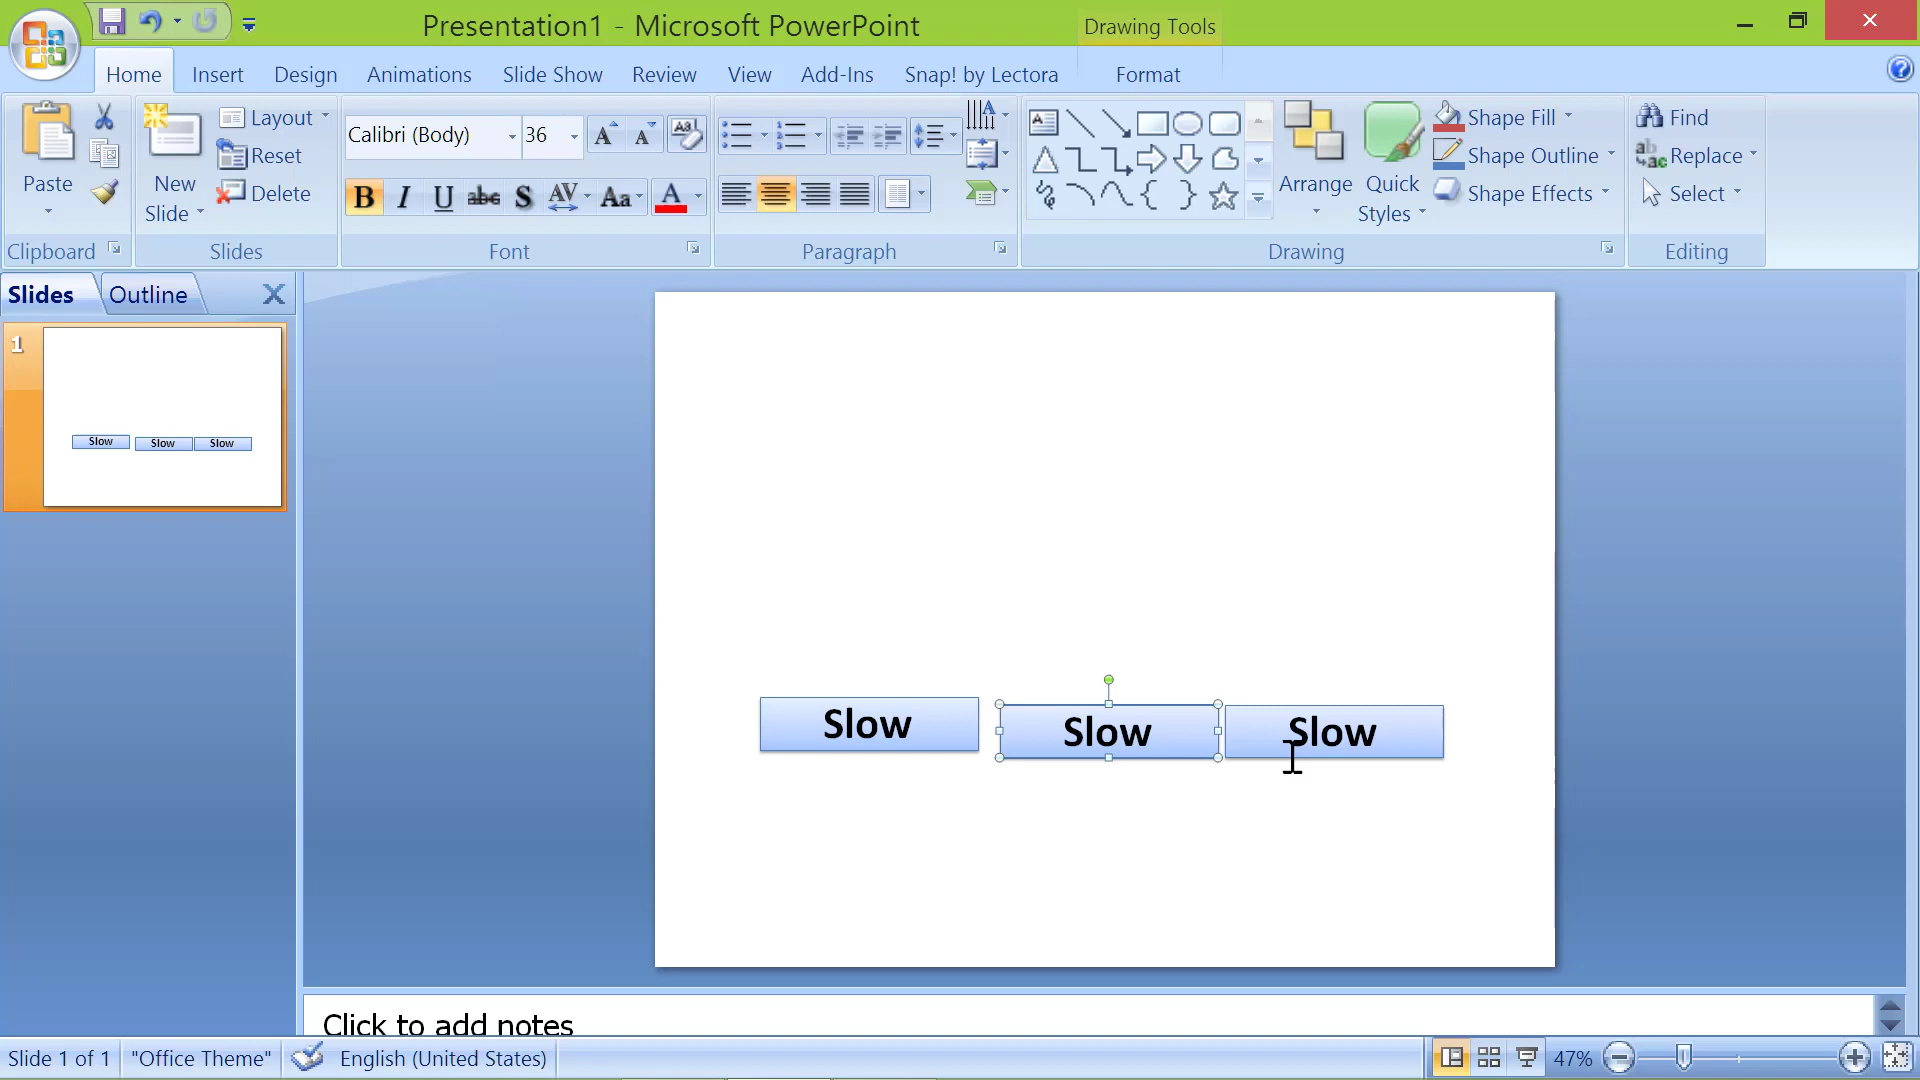 Presentation1 - Microsoft PowerPoint
Drawing Tools
Home
Insert
Design
Animations
Slide Show
Review
View
Add-Ins
Snap! by Lectora
Format
Paste
Clipboard
New
Slide
Layout
Reset
Delete
Slides
Calibri (Body)
36
B I U abc S AV Aa A
Font
Paragraph
Arrange
Quick
Styles
Shape Fill
Shape Outline
Shape Effects
Drawing
Find
Replace
Select
Editing
Slides
Outline
1
Slow
Slow
Slow
Slow
Slow
Slow
Click to add notes
Slide 1 of 1
"Office Theme"
English (United States)
47%